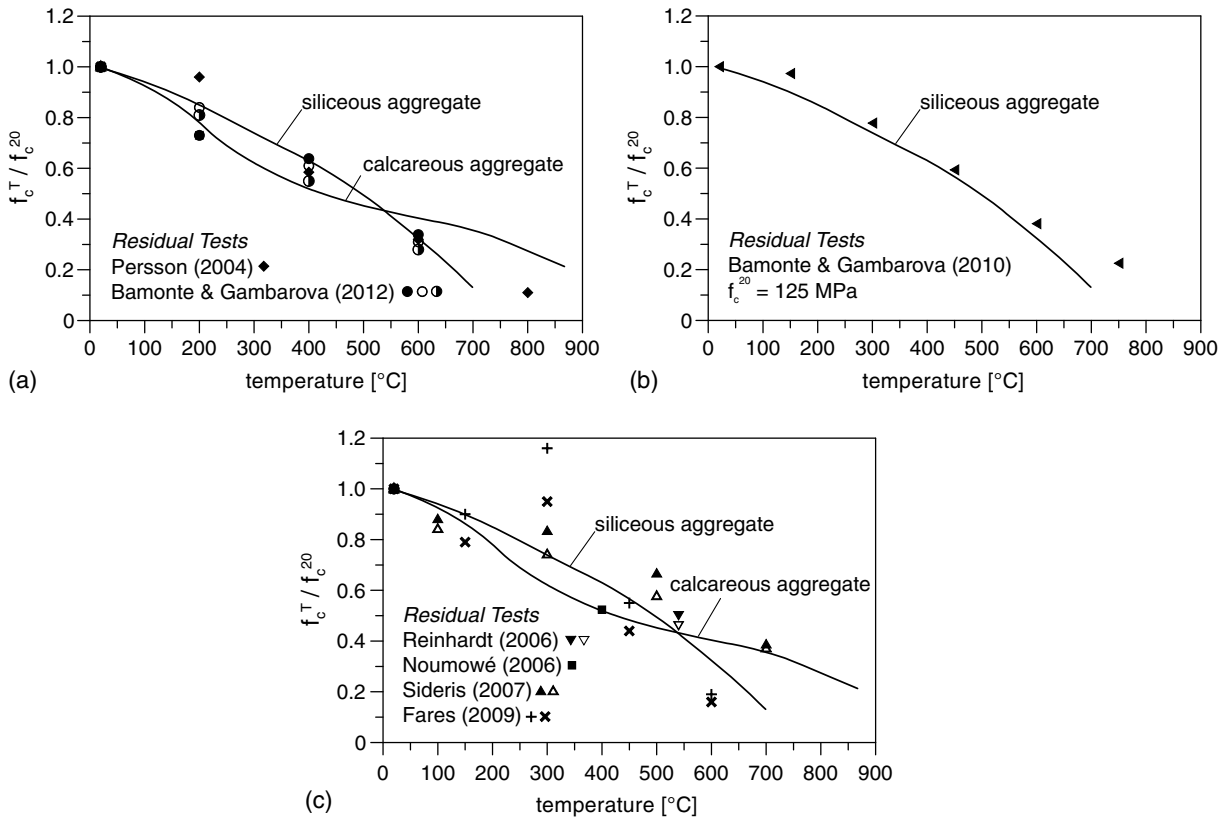 1.2
1.0
0.8
0.6
0.4
0.2
0
f_c^T / f_c^20
siliceous aggregate
calcareous aggregate
Residual Tests
Persson (2004)
Bamonte & Gambarova (2012)
0 100 200 300 400 500 600 700 800 900
temperature [°C]
(a)
1.2
1.0
0.8
0.6
0.4
0.2
0
f_c^T / f_c^20
siliceous aggregate
Residual Tests
Bamonte & Gambarova (2010)
f_c^20 = 125 MPa
0 100 200 300 400 500 600 700 800 900
temperature [°C]
(b)
1.2
1.0
0.8
0.6
0.4
0.2
0
f_c^T / f_c^20
siliceous aggregate
calcareous aggregate
Residual Tests
Reinhardt (2006)
Noumowé (2006)
Sideris (2007)
Fares (2009)
0 100 200 300 400 500 600 700 800 900
temperature [°C]
(c)